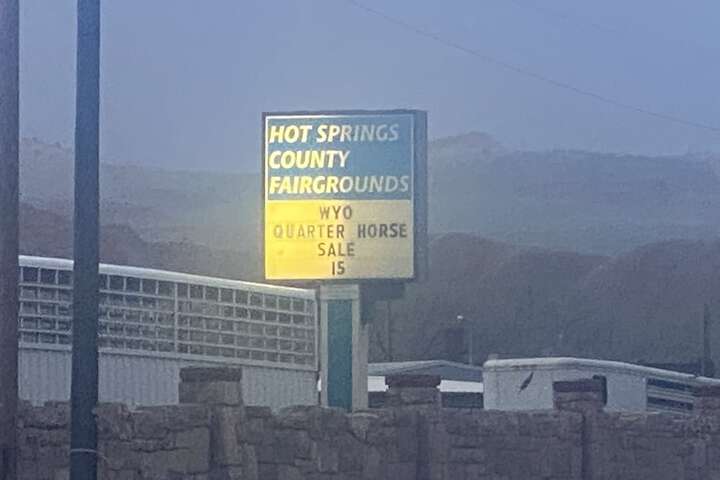 HOT SPRINGS
COUNTY
FAIRGROUNDS
WYO
QUARTER HORSE
SALE
15